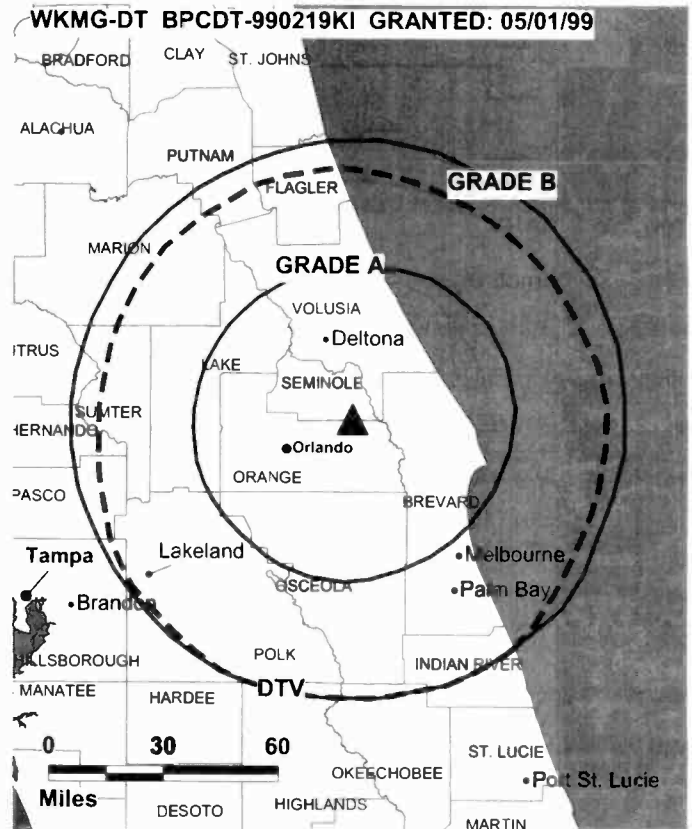 WKMG-DT BPCDT-990219KI GRANTED: 05/01/99
CLAY
BRADFORD
ST. JOHNS
ALACHUA
PUTNAM
GRADE B
FLAGLER
MARION
GRADE A
VOLUSIA
Deltona
ITRUS
LAKE
SEMINOLE
SUMTER
HERNANDO
Orlando
ORANGE
PASCO
BREVARD
Tampa
Lakeland
Melbourne
OSCEOLA
Palm Bay
Brandon
POLK
HILLSBOROUGH
INDIAN RIVER
MANATEE
DTV
HARDEE
0 30 60
ST. LUCIE
OKEECHOBEE
Port St. Lucie
Miles
HIGHLANDS
DESOTO
MARTIN